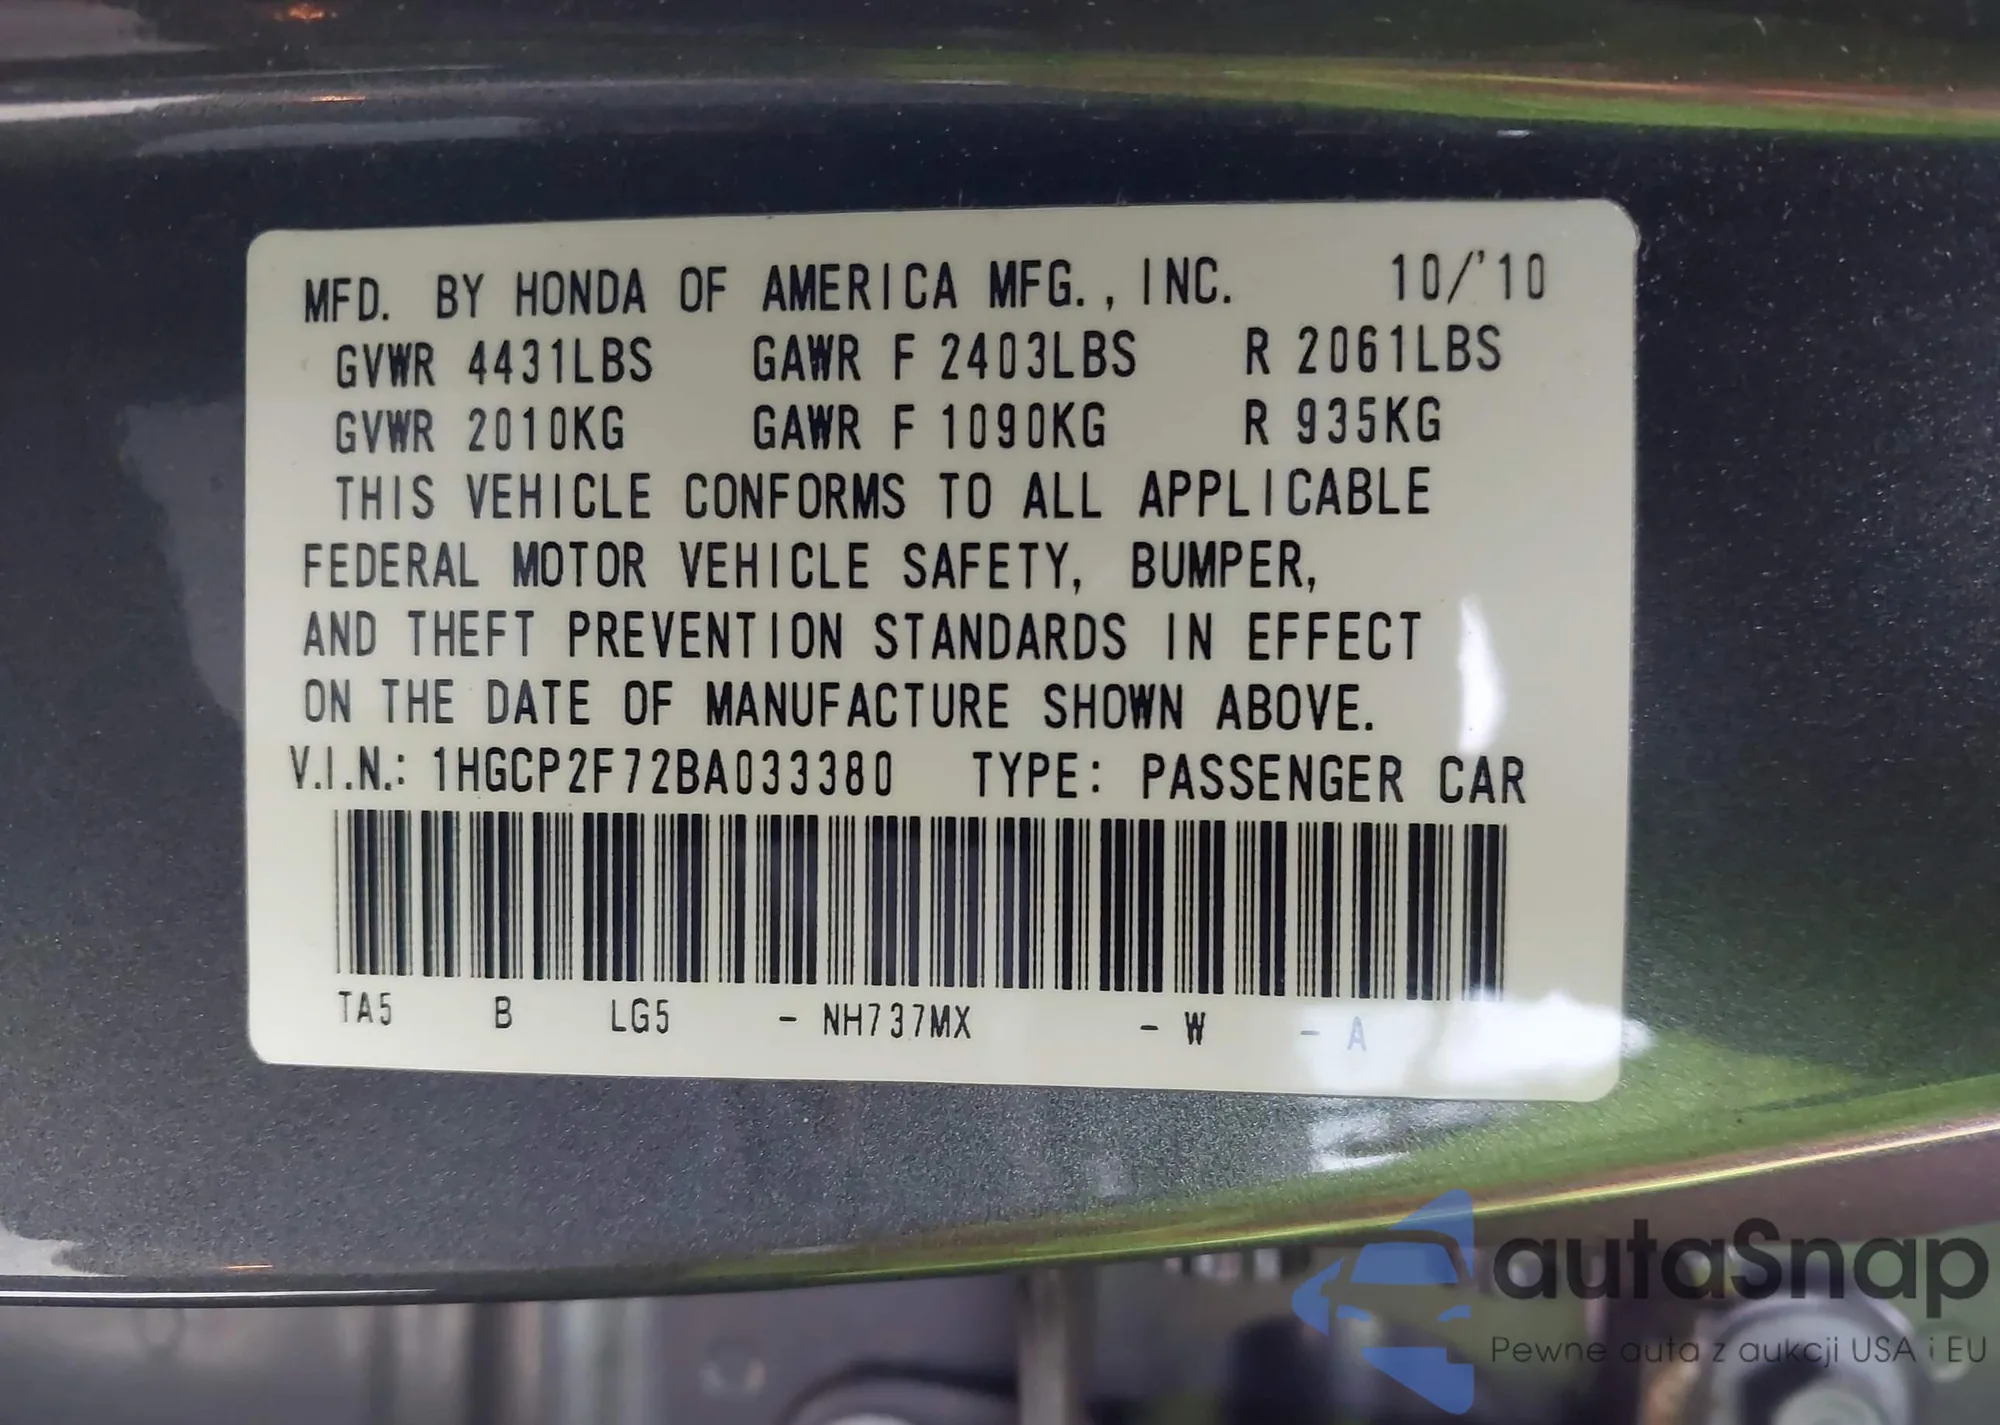 MFD. BY HONDA OF AMERICA MFG., INC. 10/'10
GVWR 4431LBS GAWR F 2403LBS R 2061LBS
GVWR 2010KG GAWR F 1090KG R 935KG
THIS VEHICLE CONFORMS TO ALL APPLICABLE
FEDERAL MOTOR VEHICLE SAFETY, BUMPER,
AND THEFT PREVENTION STANDARDS IN EFFECT
ON THE DATE OF MANUFACTURE SHOWN ABOVE.
V.I.N.: 1HGCP2F72BA033380 TYPE: PASSENGER CAR
TA5 B LG5 - NH737MX - W - A
autaSnap
Pewne auta z aukcji USA i EU